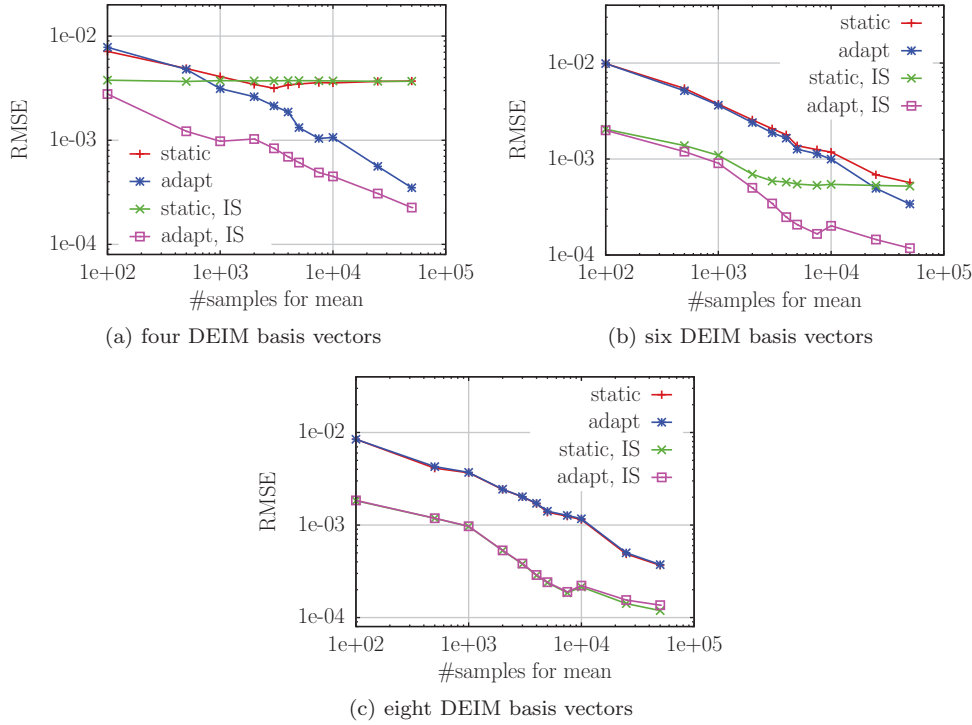 1e-02
1e-03
1e-04
RMSE
static
adapt
static, IS
adapt, IS
1e+02
1e+03
1e+04
1e+05
#samples for mean
(a) four DEIM basis vectors
1e-02
1e-03
1e-04
RMSE
static
adapt
static, IS
adapt, IS
1e+02
1e+03
1e+04
1e+05
#samples for mean
(b) six DEIM basis vectors
1e-02
1e-03
1e-04
RMSE
static
adapt
static, IS
adapt, IS
1e+02
1e+03
1e+04
1e+05
#samples for mean
(c) eight DEIM basis vectors